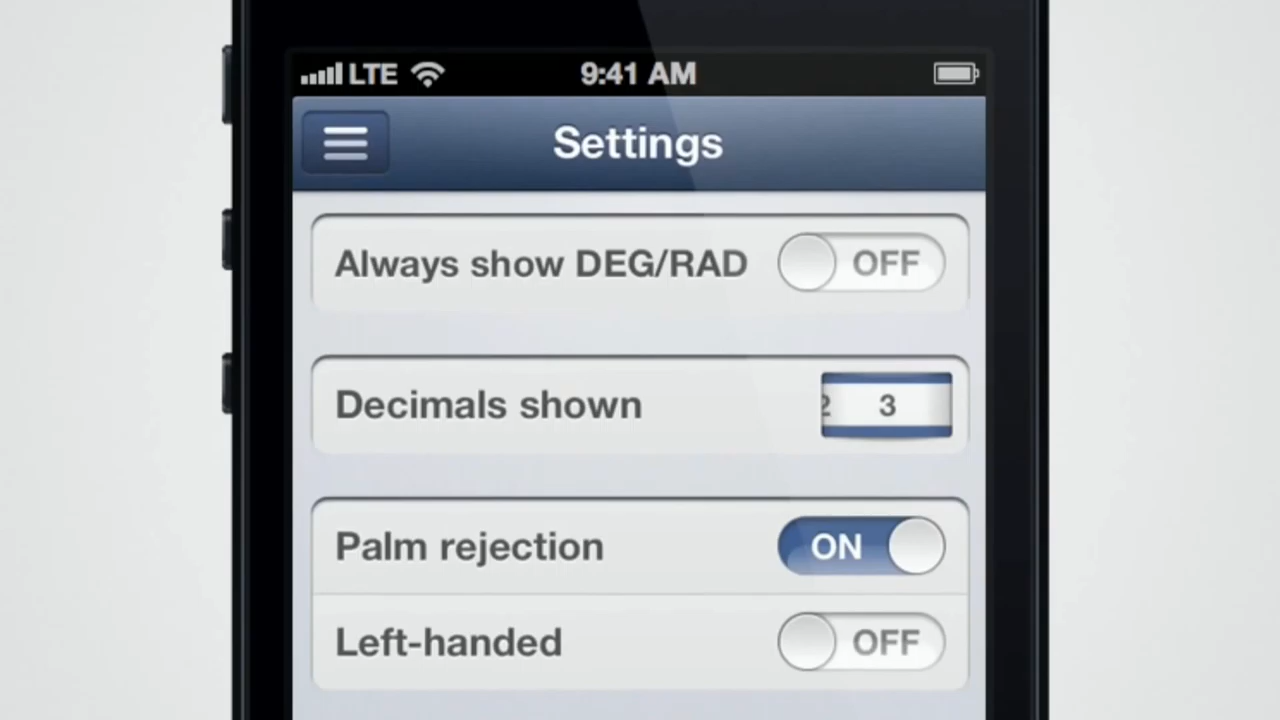 LTE 9:41 AM
Settings
Always show DEG/RAD OFF
Decimals shown 2 3
Palm rejection ON
Left-handed OFF